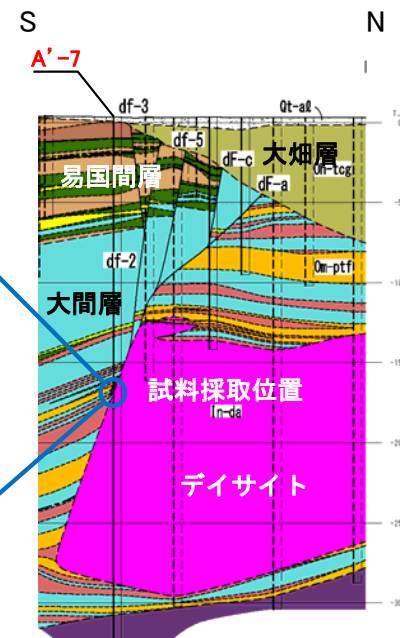 S
N
A'-7
df-3
Qt-aℓ
df-5
大畑層
dF-c
易国間層
On-tcg
dF-a
df-2
Om-ptf
大間層
試料採取位置
In-da
デイサイト